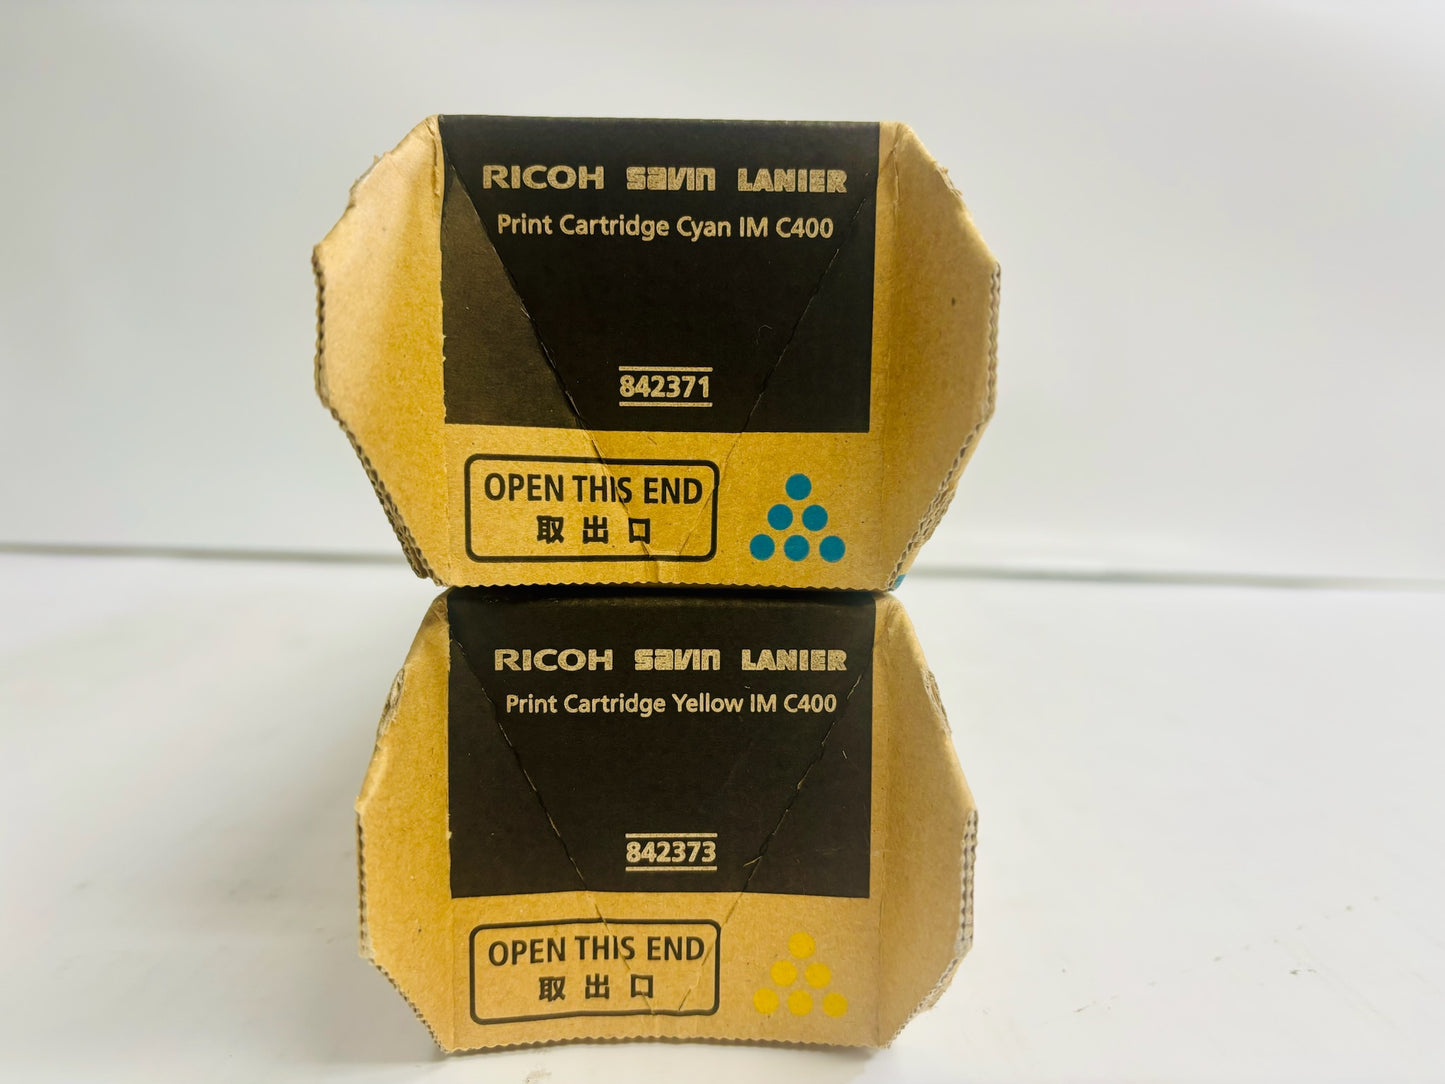 RICOH savin LANIER
Print Cartridge Cyan IM C400
842371
OPEN THIS END
取出口
RICOH savin LANIER
Print Cartridge Yellow IM C400
842373
OPEN THIS END
取出口